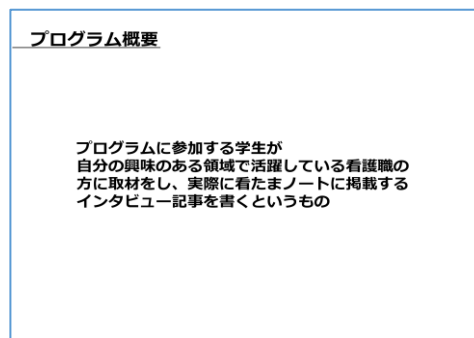 プログラム概要
プログラムに参加する学生が
自分の興味のある領域で活躍している看護職の
方に取材をし、実際に看たまノートに掲載する
インタビュー記事を書くというもの